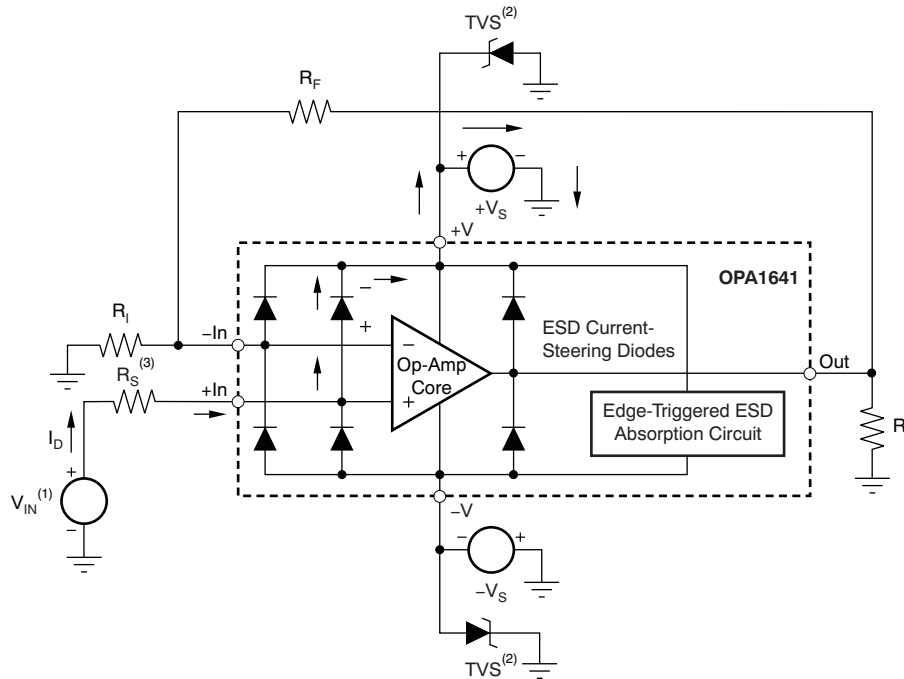 TVS(2)
RF
+ −
+VS
+V
OPA1641
−
+
RI
−In
ESD Current-
Steering Diodes
−
Op-Amp
Core
+
Out
(3)
RS
+In
Edge-Triggered ESD
Absorption Circuit
R
ID
+
VIN(1)
−
−V
− +
−VS
TVS(2)